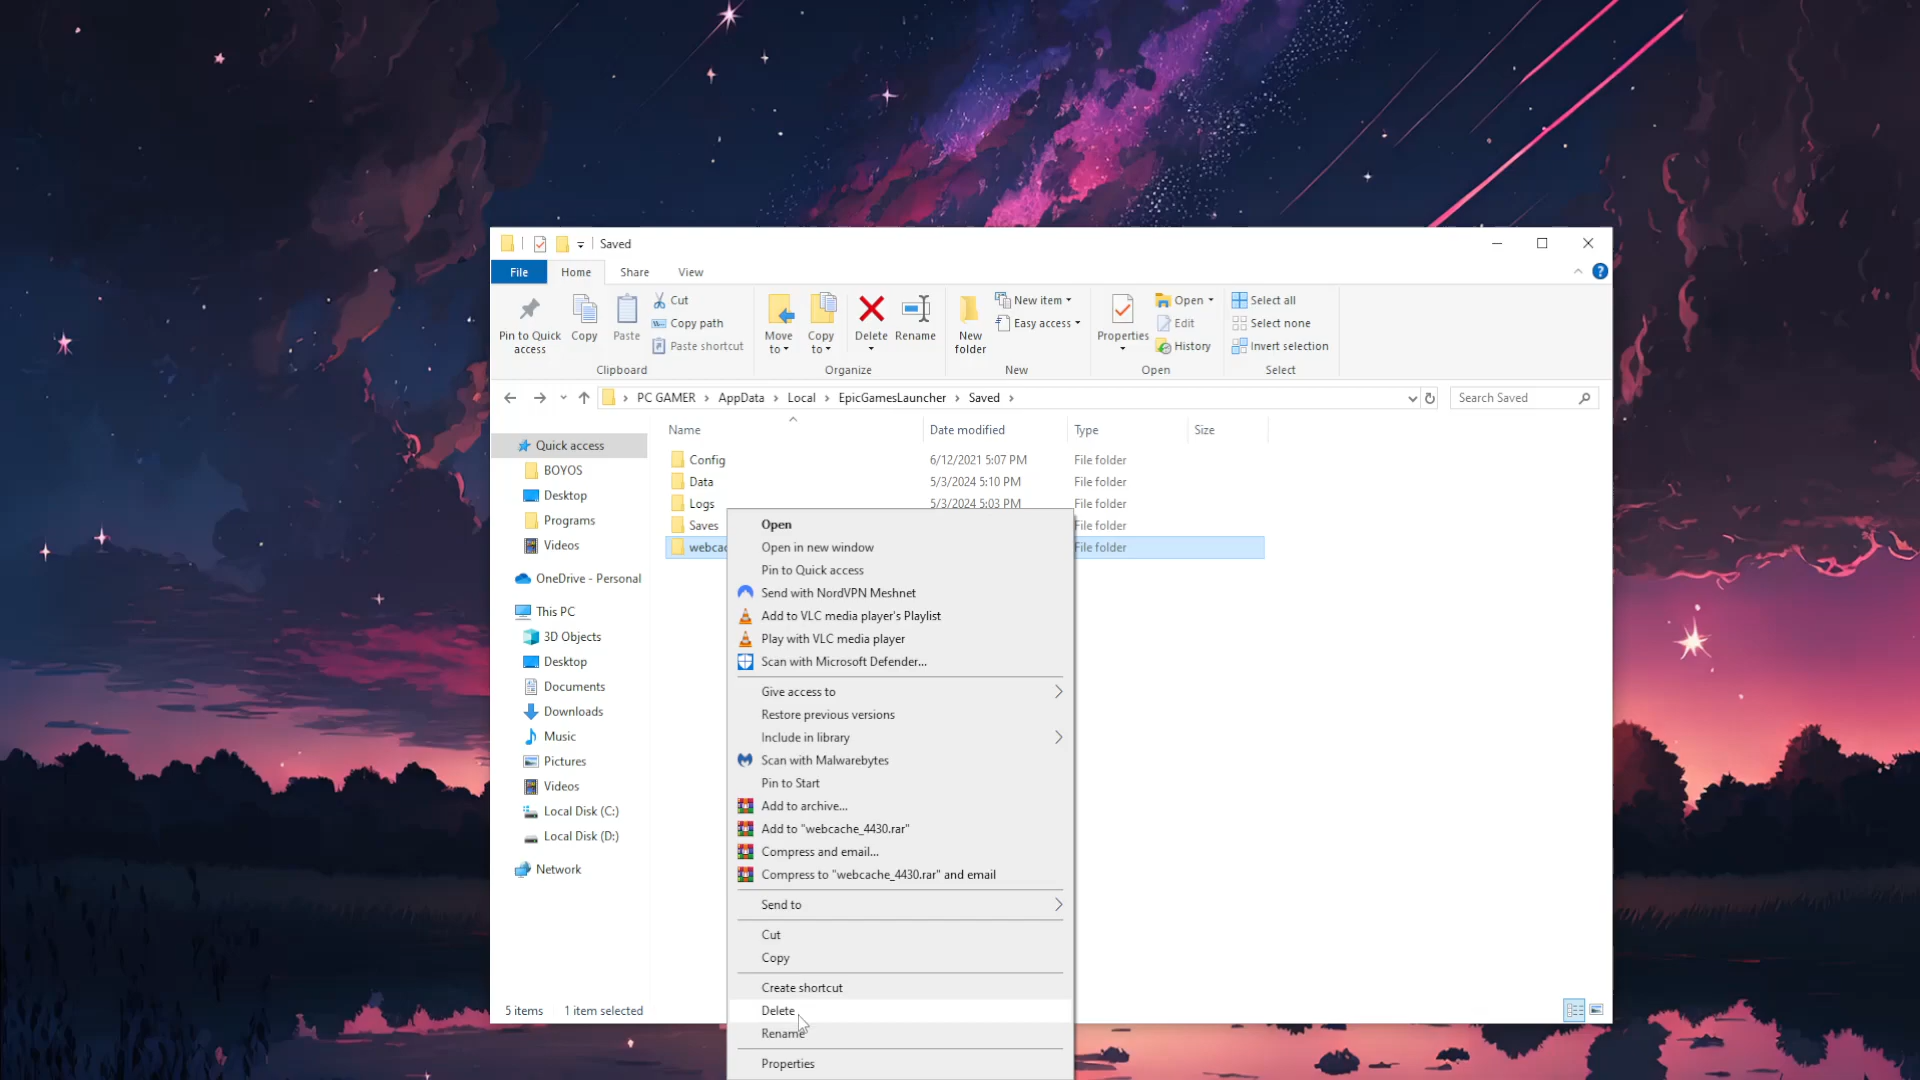 Saved
File Home Share View
Pin to Quick access
Copy
Paste
Cut
Copy path
Paste shortcut
Clipboard
Move to
Copy to
Delete
Rename
Organize
New folder
New item
Easy access
New
Properties
Open
Edit
History
Open
Select all
Select none
Invert selection
Select
PC GAMER › AppData › Local › EpicGamesLauncher › Saved ›
Search Saved
Name Date modified Type Size
Config 6/12/2021 5:07 PM File folder
Data 5/3/2024 5:10 PM File folder
Logs 5/3/2024 5:03 PM File folder
Saves File folder
webcac File folder
Quick access
BOYOS
Desktop
Programs
Videos
OneDrive - Personal
This PC
3D Objects
Desktop
Documents
Downloads
Music
Pictures
Videos
Local Disk (C:)
Local Disk (D:)
Network
Open
Open in new window
Pin to Quick access
Send with NordVPN Meshnet
Add to VLC media player's Playlist
Play with VLC media player
Scan with Microsoft Defender...
Give access to
Restore previous versions
Include in library
Scan with Malwarebytes
Pin to Start
Add to archive...
Add to "webcache_4430.rar"
Compress and email...
Compress to "webcache_4430.rar" and email
Send to
Cut
Copy
Create shortcut
Delete
Rename
Properties
5 items 1 item selected